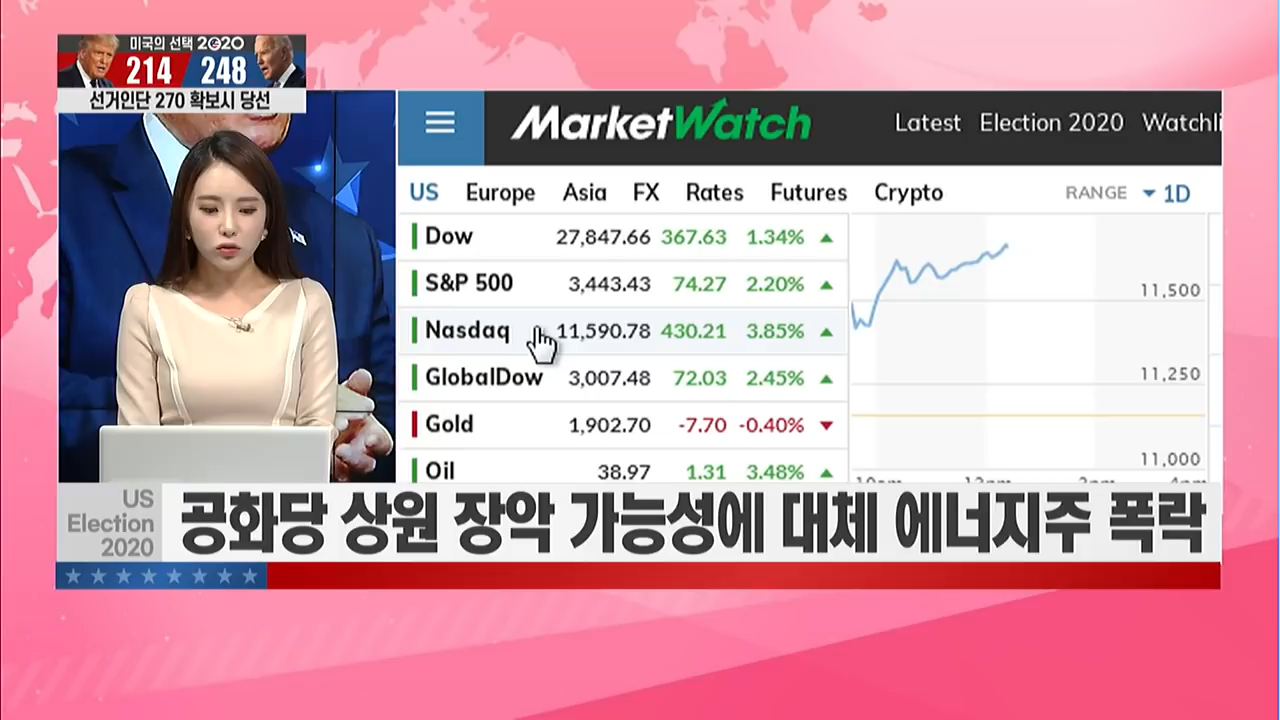 미국의 선택 2020
214 248
선거인단 270 확보시 당선
MarketWatch
Latest Election 2020 Watchli
US Europe Asia FX Rates Futures Crypto RANGE 1D
Dow 27,847.66 367.63 1.34%
S&P 500 3,443.43 74.27 2.20%
Nasdaq 11,590.78 430.21 3.85%
GlobalDow 3,007.48 72.03 2.45%
Gold 1,902.70 -7.70 -0.40%
Oil 38.97 1.31 3.48%
11,500
11,250
11,000
US
Election
2020
공화당 상원 장악 가능성에 대체 에너지주 폭락